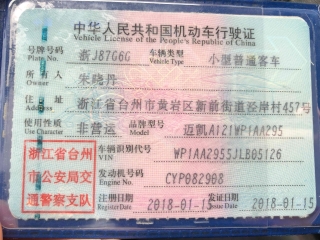 中华人民共和国机动车行驶证
Vehicle License of the People's Republic of China
号牌号码 浙J87G6G 车辆类型 小型普通客车
Plate No. Vehicle Type
所有人 朱晓丹
Owner
住址 浙江省台州市黄岩区新前街道泾岸村457号
Address
使用性质 非营运 品牌型号 迈凯A121WP1AA295
Use Character Model
浙江省台州 车辆识别代号 WP1AA2955JLB05126
VIN
市公安局交 发动机号码 CYP082908
Engine No.
通警察支队 注册日期 2018-01-15 发证日期 2018-01-15
Register Date Issue Date